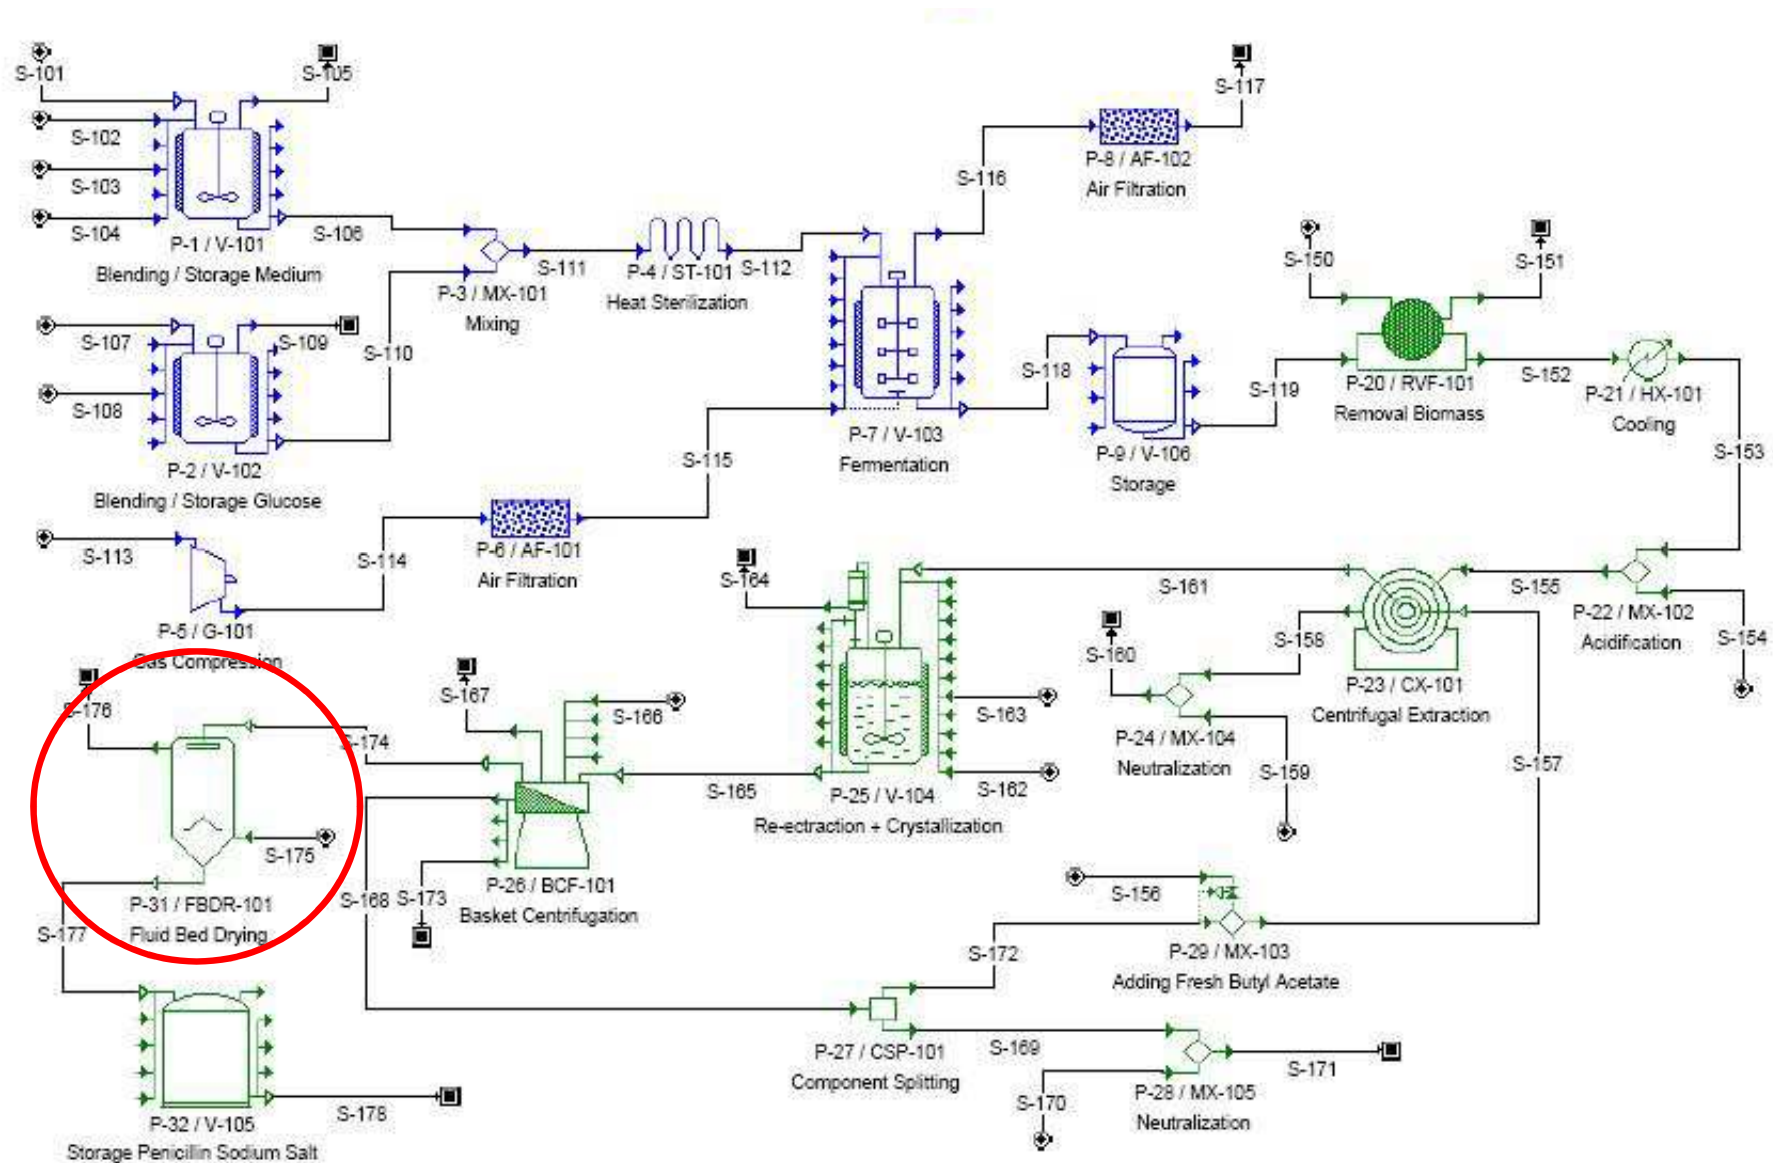 S-101
S-105
S-102
S-103
S-104
S-106
P-1 / V-101
Blending / Storage Medium
S-107
S-109
S-108
S-110
P-2 / V-102
Blending / Storage Glucose
P-3 / MX-101
Mixing
S-111
P-4 / ST-101
Heat Sterilization
S-112
S-113
P-5 / G-101
Gas Compression
S-114
P-6 / AF-101
Air Filtration
S-115
P-7 / V-103
Fermentation
S-116
P-8 / AF-102
Air Filtration
S-117
S-118
P-9 / V-106
Storage
S-119
S-150
S-151
P-20 / RVF-101
Removal Biomass
S-152
P-21 / HX-101
Cooling
S-153
P-22 / MX-102
Acidification
S-154
S-155
P-23 / CX-101
Centrifugal Extraction
S-161
S-158
S-160
P-24 / MX-104
Neutralization
S-159
S-157
S-164
S-163
S-162
P-25 / V-104
Re-ectraction + Crystallization
S-165
S-167
S-166
P-26 / BCF-101
Basket Centrifugation
S-168
S-173
S-174
S-176
S-175
P-31 / FBDR-101
Fluid Bed Drying
S-177
P-32 / V-105
Storage Penicillin Sodium Salt
S-178
S-156
P-29 / MX-103
Adding Fresh Butyl Acetate
S-172
P-27 / CSP-101
Component Splitting
S-169
S-170
P-28 / MX-105
Neutralization
S-171